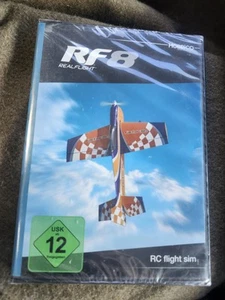 HOBBICO
RF8
REALFLIGHT
USK
12
RC flight sim